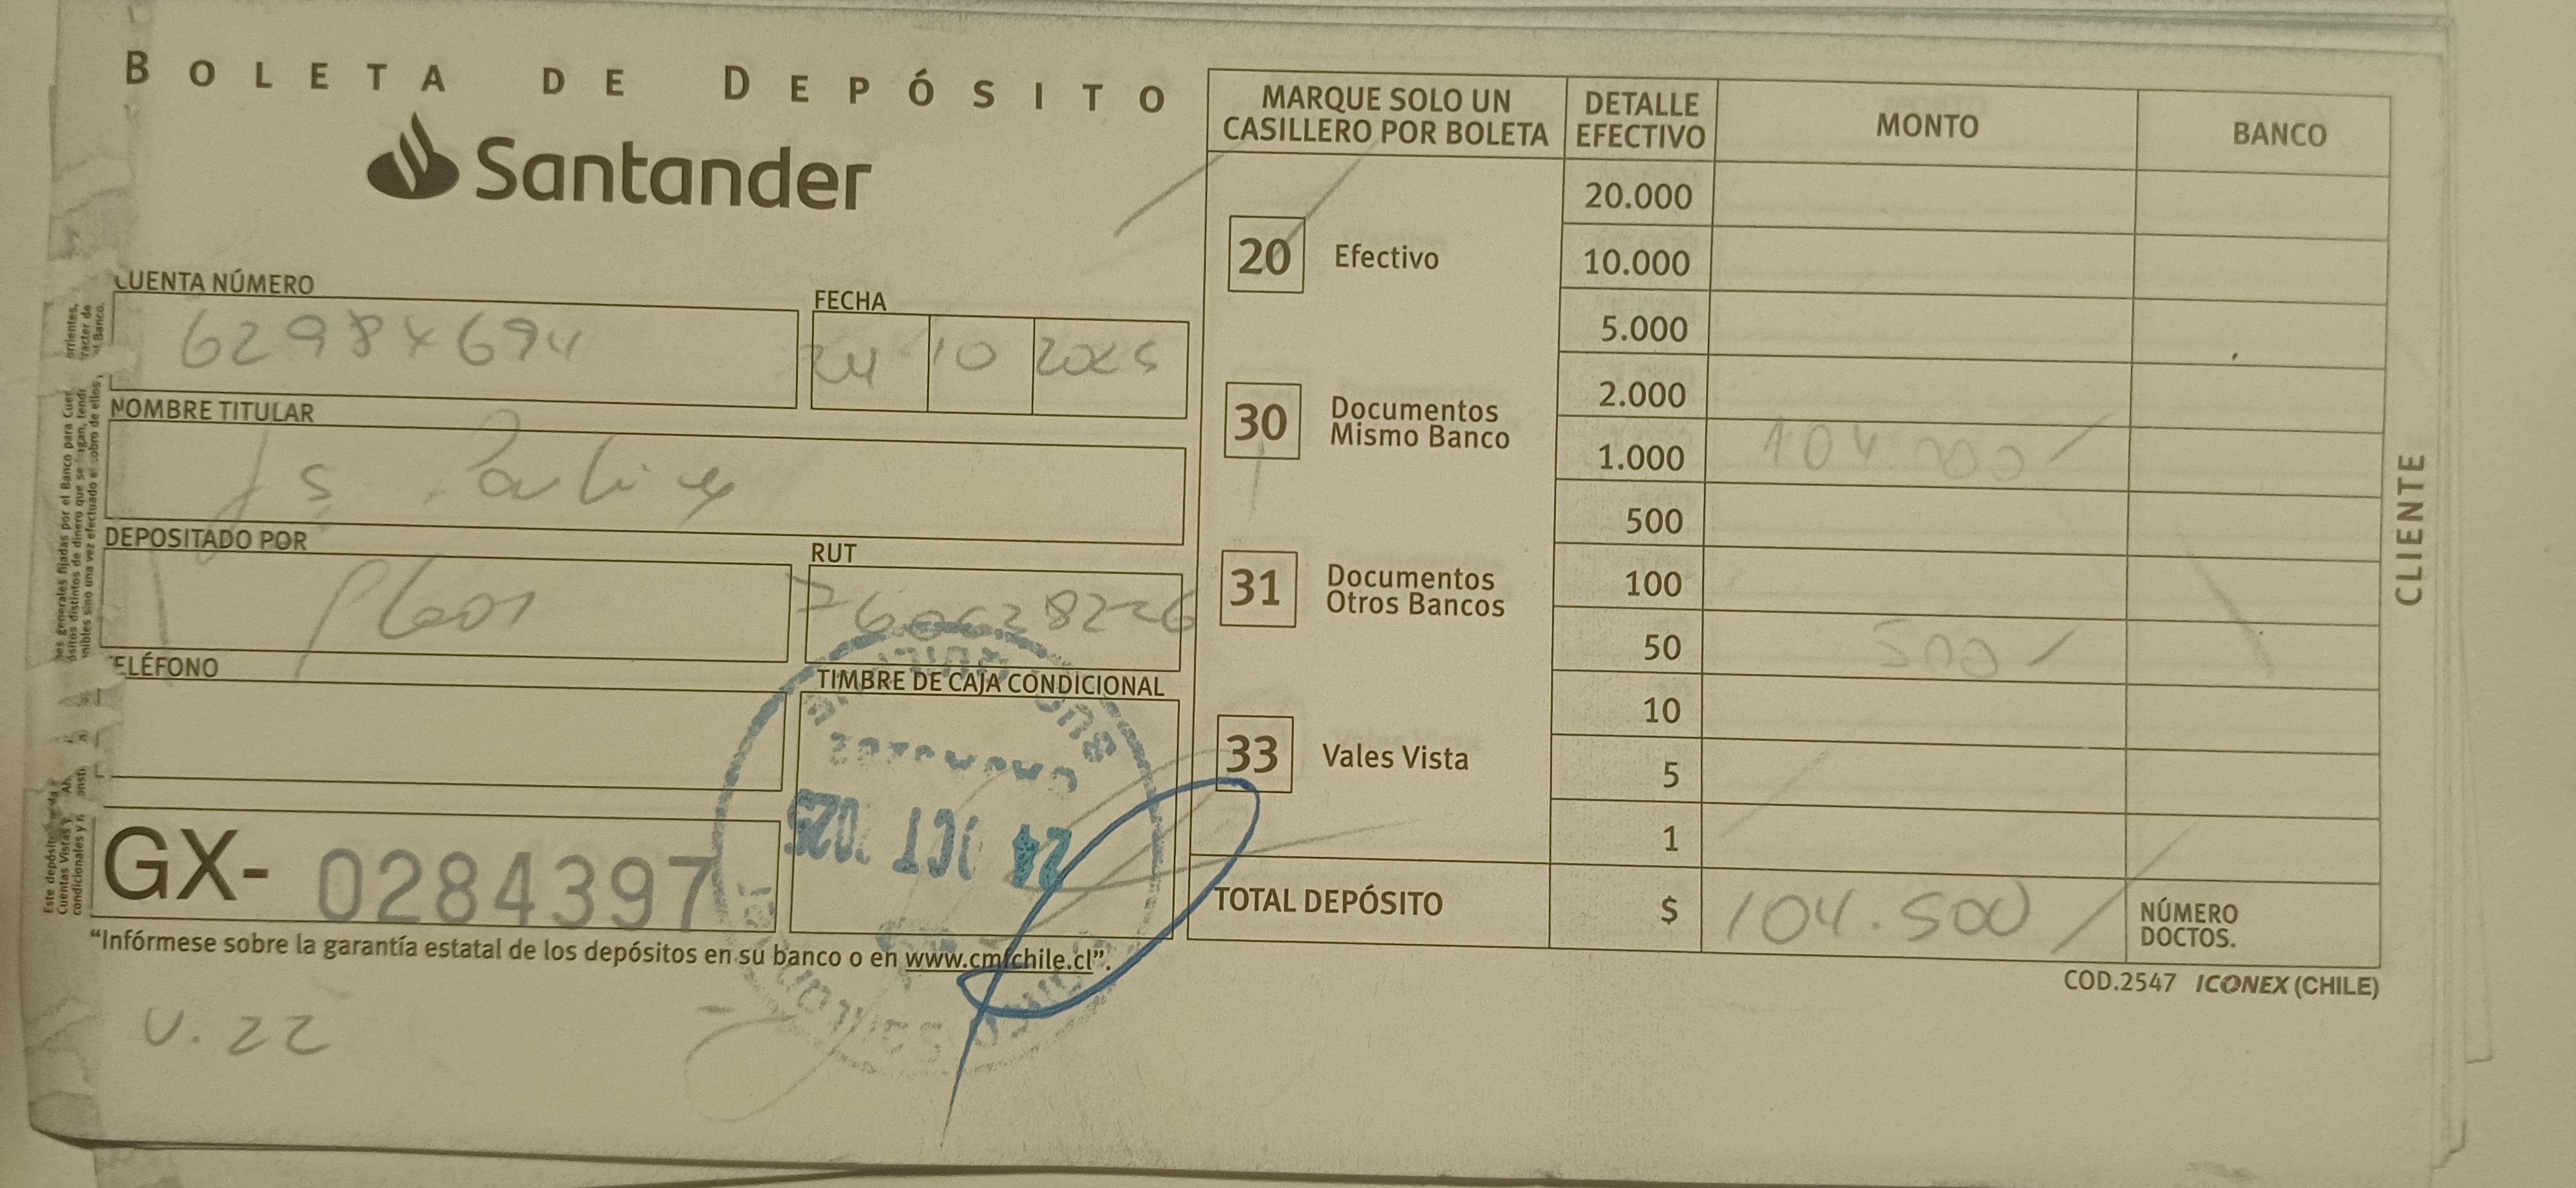 BOLETA DE DEPÓSITO
Santander
CUENTA NÚMERO
62984694
FECHA
24 10 2025
NOMBRE TITULAR
DEPOSITADO POR
RUT
760628226
TELÉFONO
TIMBRE DE CAJA CONDICIONAL
24 OCT 2025
GX- 0284397
"Infórmese sobre la garantía estatal de los depósitos en su banco o en www.cmfchile.cl".
U. 22
MARQUE SOLO UN CASILLERO POR BOLETA
20 Efectivo
30 Documentos Mismo Banco
31 Documentos Otros Bancos
33 Vales Vista
DETALLE EFECTIVO MONTO BANCO
20.000
10.000
5.000
2.000
1.000 104.000
500
100
50 500
10
5
1
TOTAL DEPÓSITO $ 104.500 NÚMERO DOCTOS.
COD.2547 ICONEX (CHILE)
CLIENTE